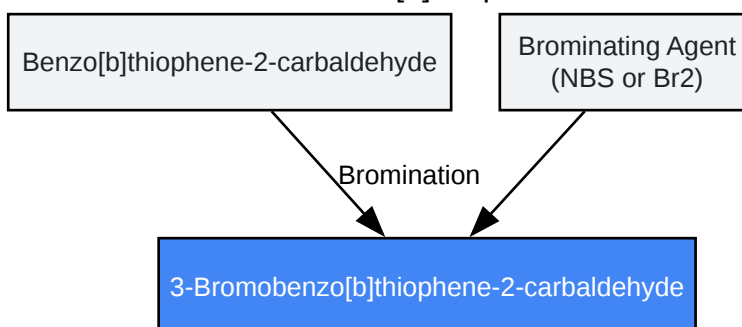 Benzo[b]thiophene-2-carbaldehyde
Brominating Agent
(NBS or Br2)
Bromination
3-Bromobenzo[b]thiophene-2-carbaldehyde